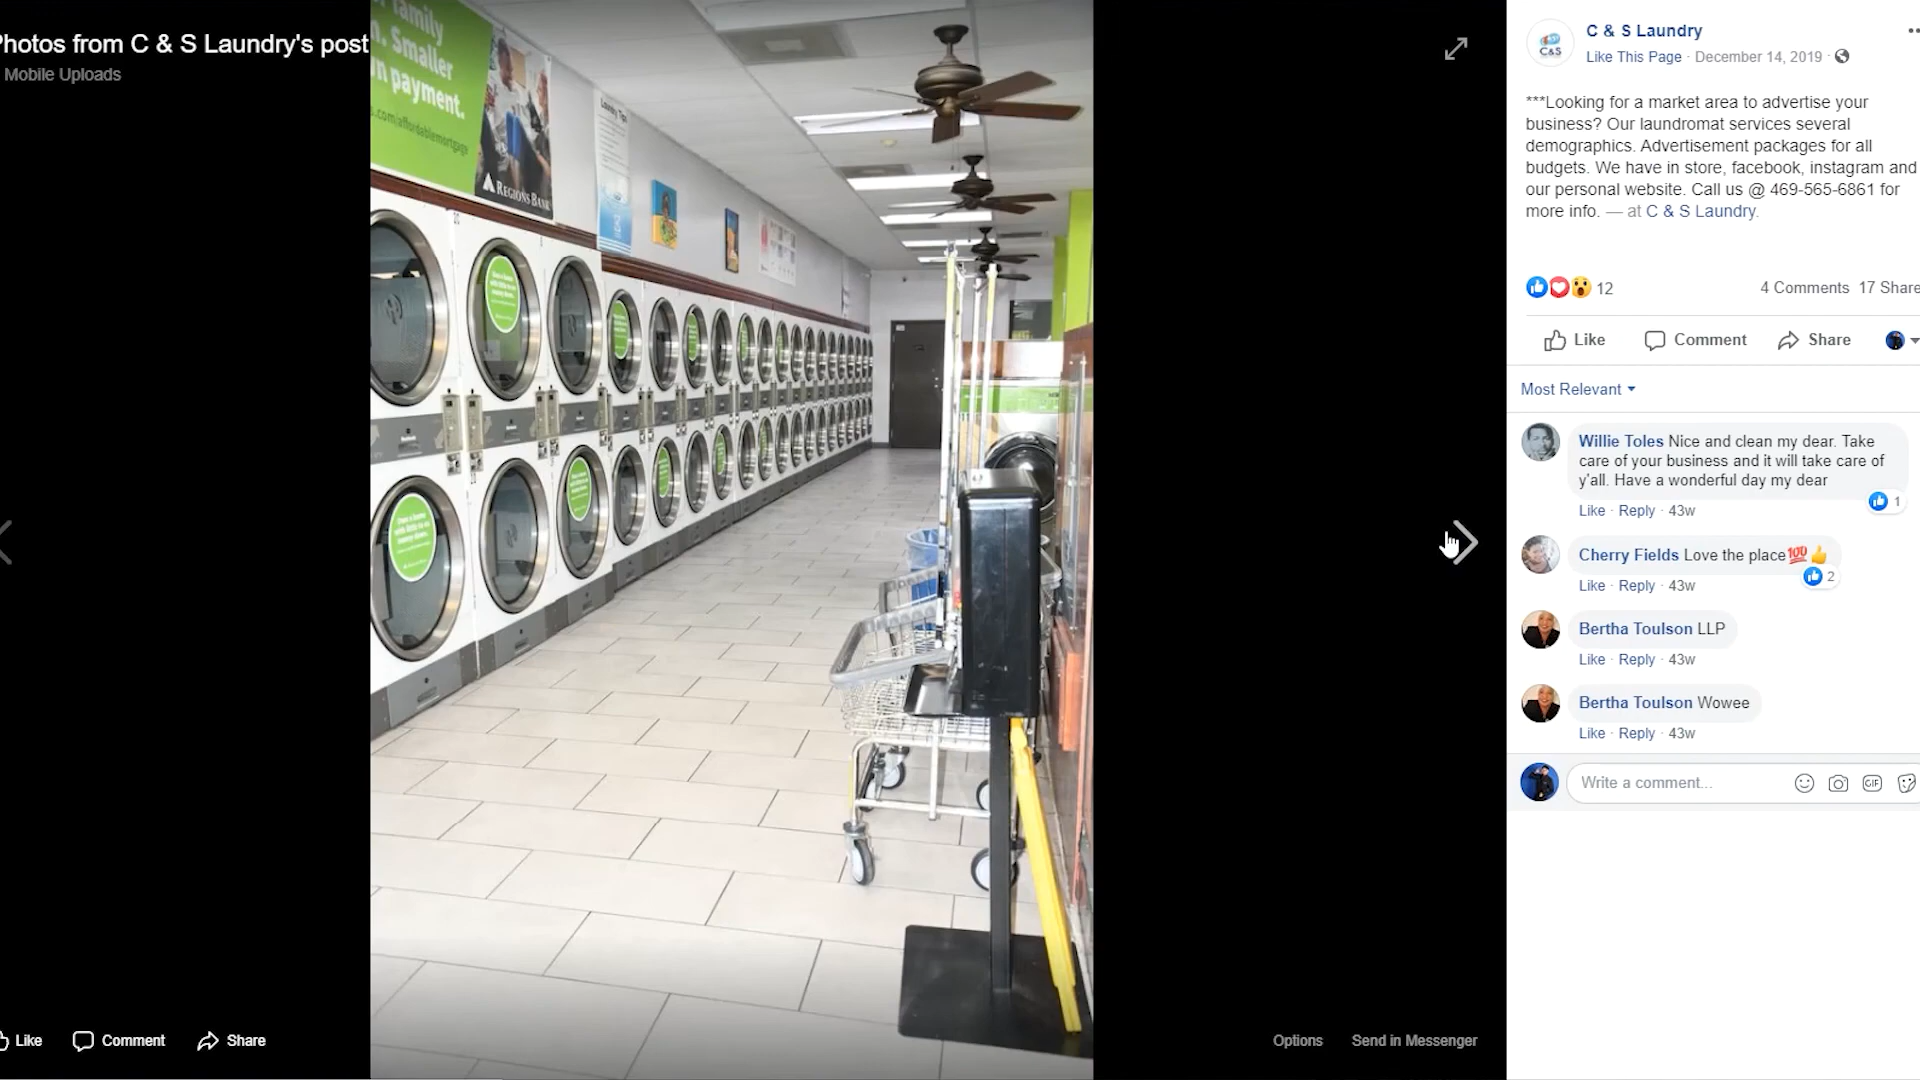 Photos from C & S Laundry's post
Mobile Uploads
family
Smaller
payment.
.com/affordablemortgage
REGIONS BANK
Laundry Tips
Like
Comment
Share
Options
Send in Messenger
C&S
C & S Laundry
Like This Page · December 14, 2019 ·
***Looking for a market area to advertise your
business? Our laundromat services several
demographics. Advertisement packages for all
budgets. We have in store, facebook, instagram and
our personal website. Call us @ 469-565-6861 for
more info. — at C & S Laundry.
12
4 Comments 17 Share
Like
Comment
Share
Most Relevant
Willie Toles Nice and clean my dear. Take
care of your business and it will take care of
y'all. Have a wonderful day my dear
1
Like · Reply · 43w
Cherry Fields Love the place💯👍
2
Like · Reply · 43w
Bertha Toulson LLP
Like · Reply · 43w
Bertha Toulson Wowee
Like · Reply · 43w
Write a comment...
GIF